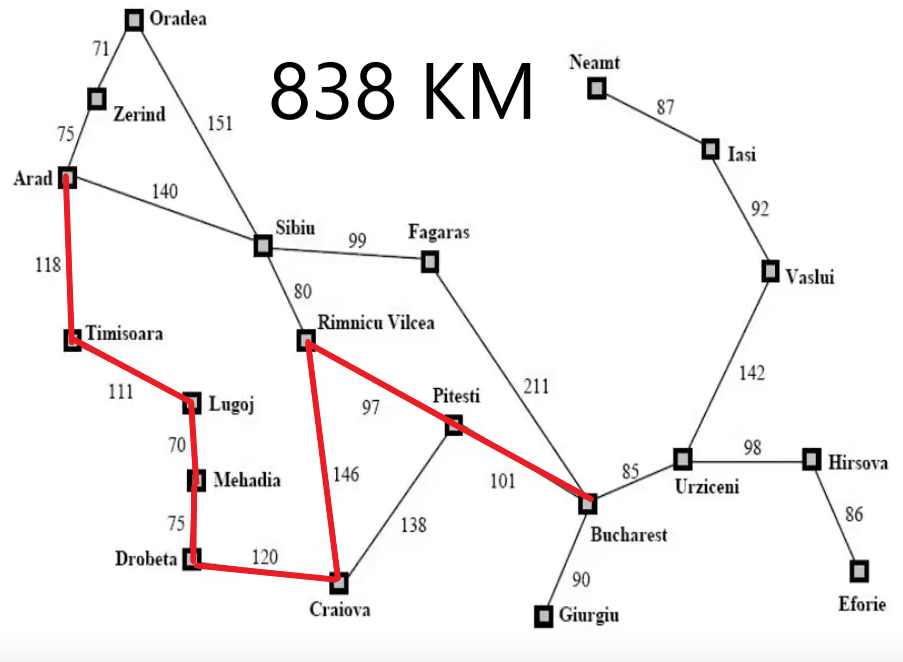 Oradea
71
838 KM
Neamt
Zerind
87
151
75
Iasi
Arad
140
92
Sibiu
Fagaras
99
118
Vaslui
80
Rimnicu Vilcea
Timisoara
142
211
111
Pitesti
97
Lugoj
70
98
Hirsova
146
85
Mehadia
101
Urziceni
75
138
86
Bucharest
Drobeta
120
90
Craiova
Giurgiu
Eforie